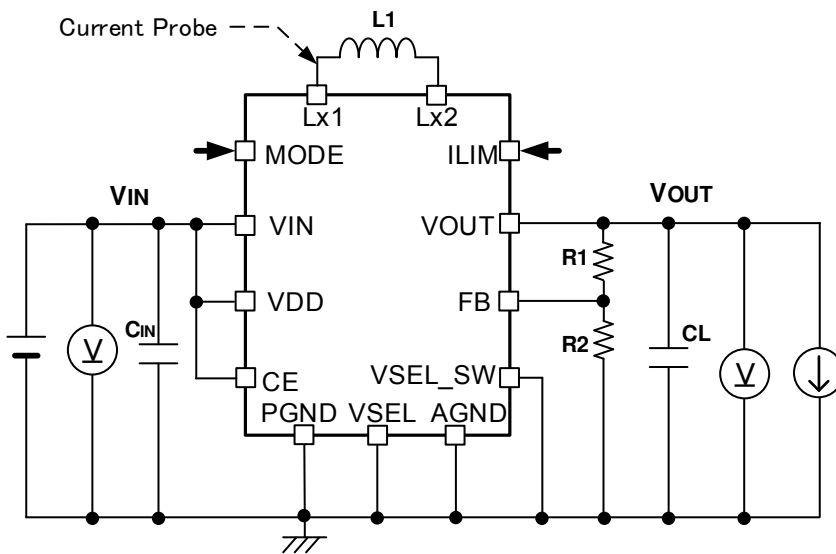 Current Probe
L1
Lx1
Lx2
MODE
ILIM
VIN
VOUT
VIN
VOUT
R1
VDD
FB
CIN
V
R2
CL
V
CE
VSEL_SW
PGND
VSEL
AGND